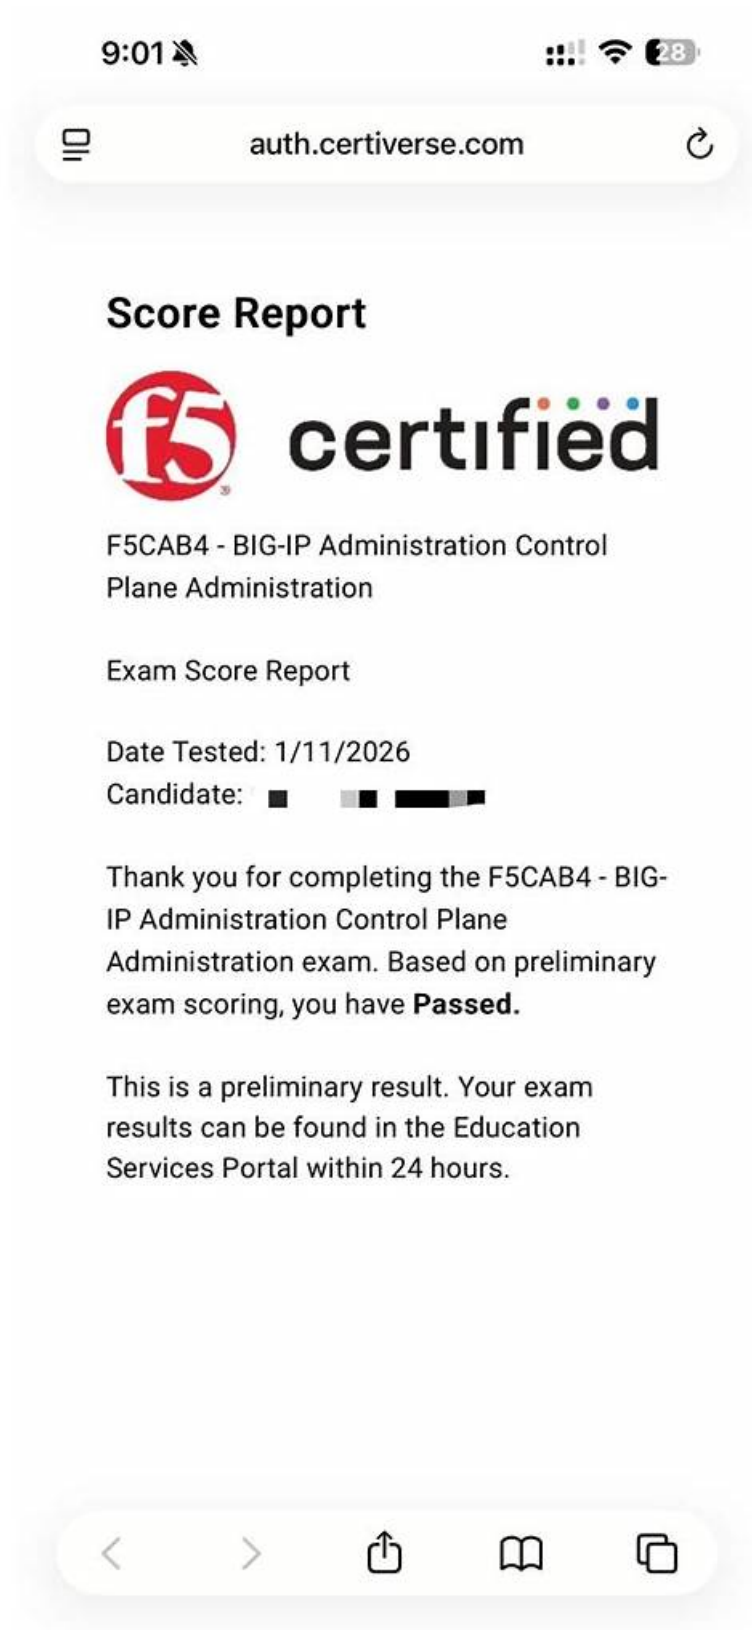 9:01
28
auth.certiverse.com
Score Report
f5
®
certified
F5CAB4 - BIG-IP Administration Control
Plane Administration
Exam Score Report
Date Tested: 1/11/2026
Candidate:
Thank you for completing the F5CAB4 - BIG-
IP Administration Control Plane
Administration exam. Based on preliminary
exam scoring, you have Passed.
This is a preliminary result. Your exam
results can be found in the Education
Services Portal within 24 hours.